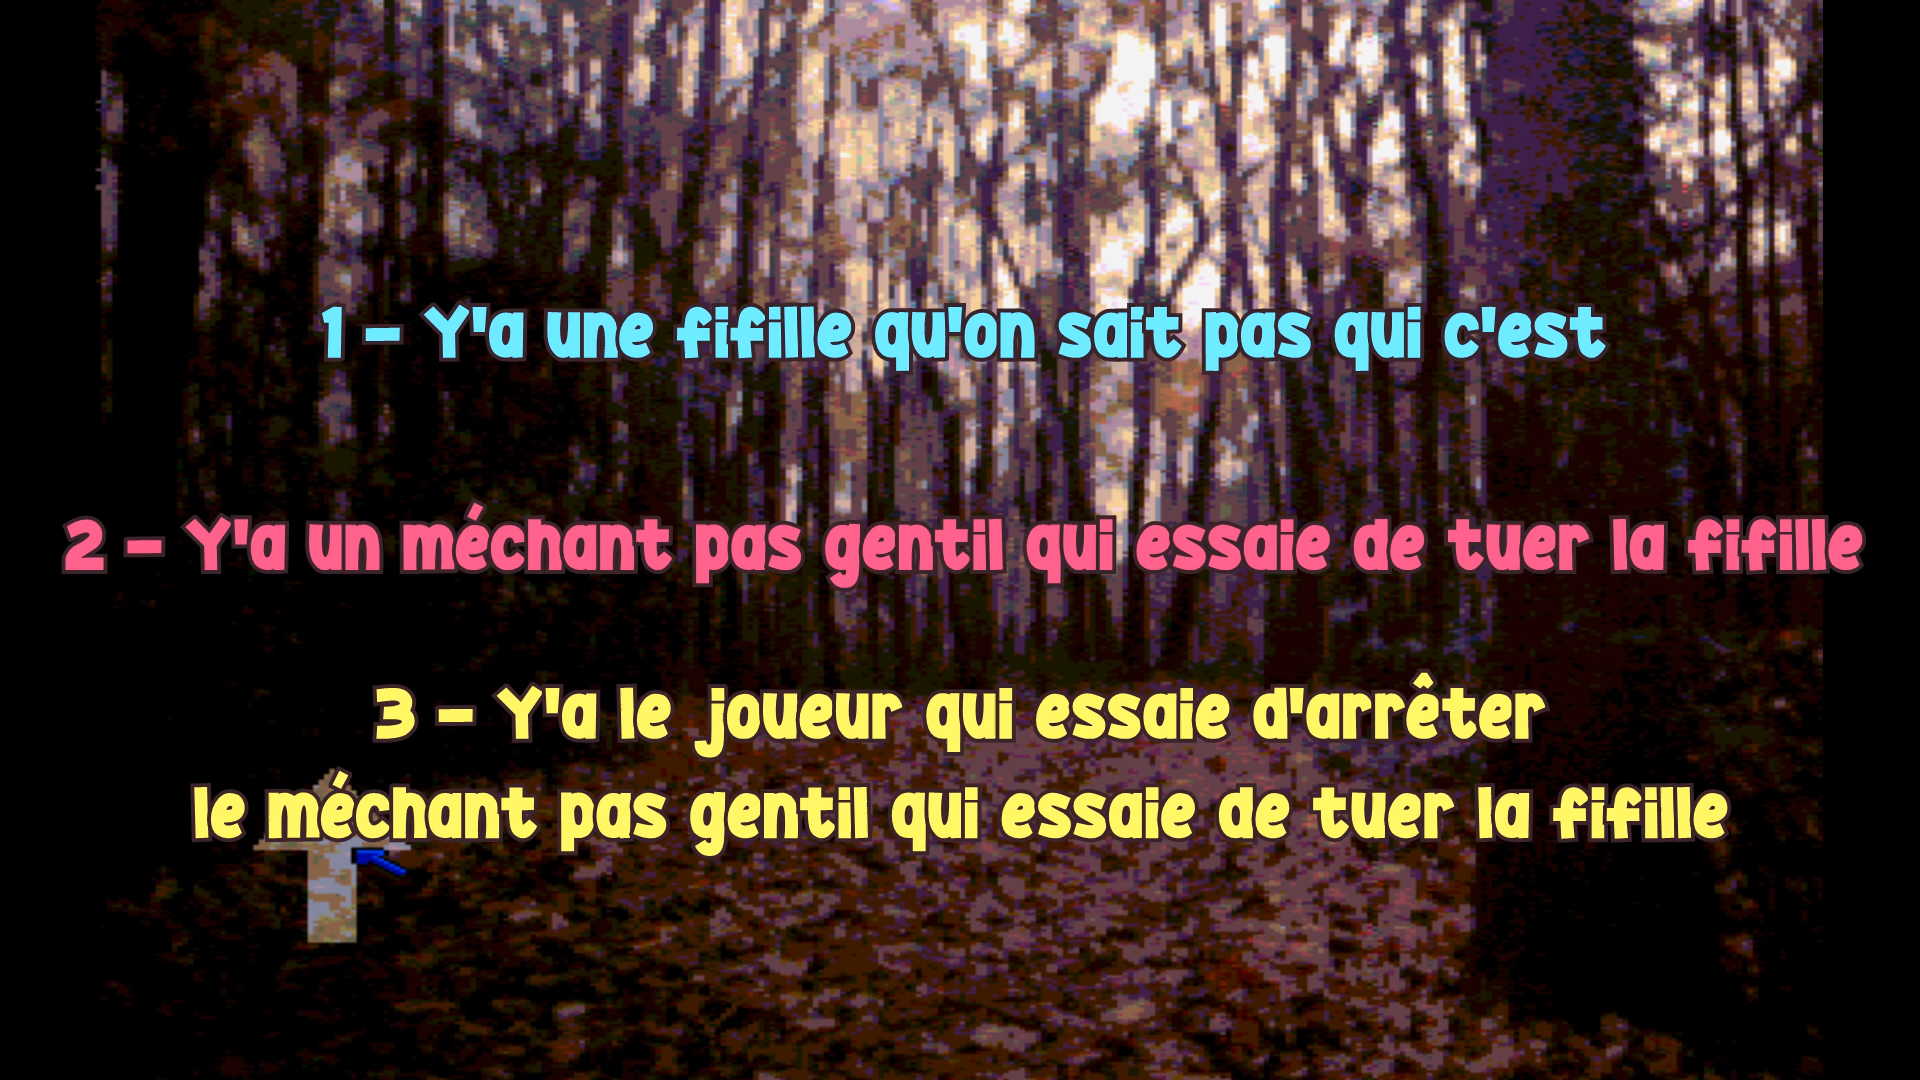 1 - Y'a une fifille qu'on sait pas qui c'est
2 - Y'a un méchant pas gentil qui essaie de tuer la fifille
3 - Y'a le joueur qui essaie d'arrêter
le méchant pas gentil qui essaie de tuer la fifille